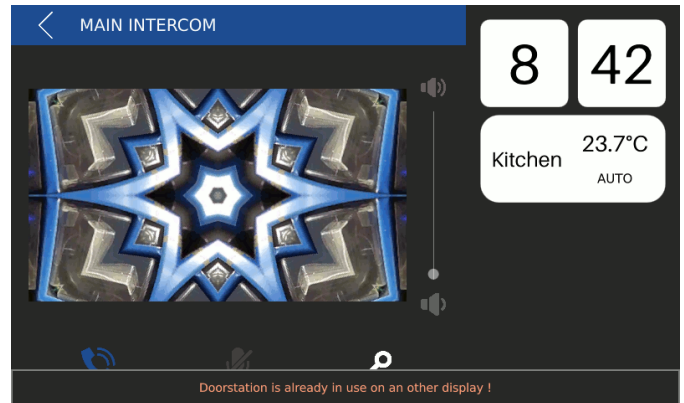 MAIN INTERCOM
8 42
Kitchen 23.7°C
AUTO
Doorstation is already in use on an other display !